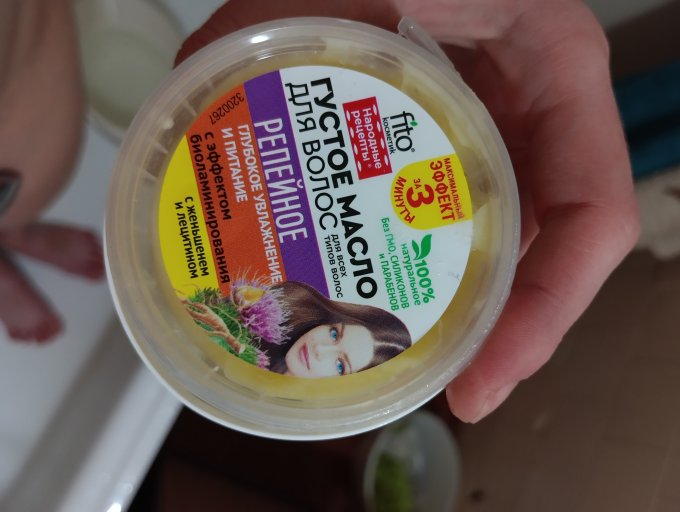 fito®
косметик
Народные
рецепты
МАКСИМАЛЬНЫЙ
ЭФФЕКТ
ЗА
3
МИНУТЫ
ГУСТОЕ МАСЛО
ДЛЯ ВОЛОС
для всех
типов волос
100%
натуральное
Без ГМО, СИЛИКОНОВ
и ПАРАБЕНОВ
РЕПЕЙНОЕ
ГЛУБОКОЕ УВЛАЖНЕНИЕ
И ПИТАНИЕ
с эффектом
биоламинирования
с женьшенем
и лецитином
3200267